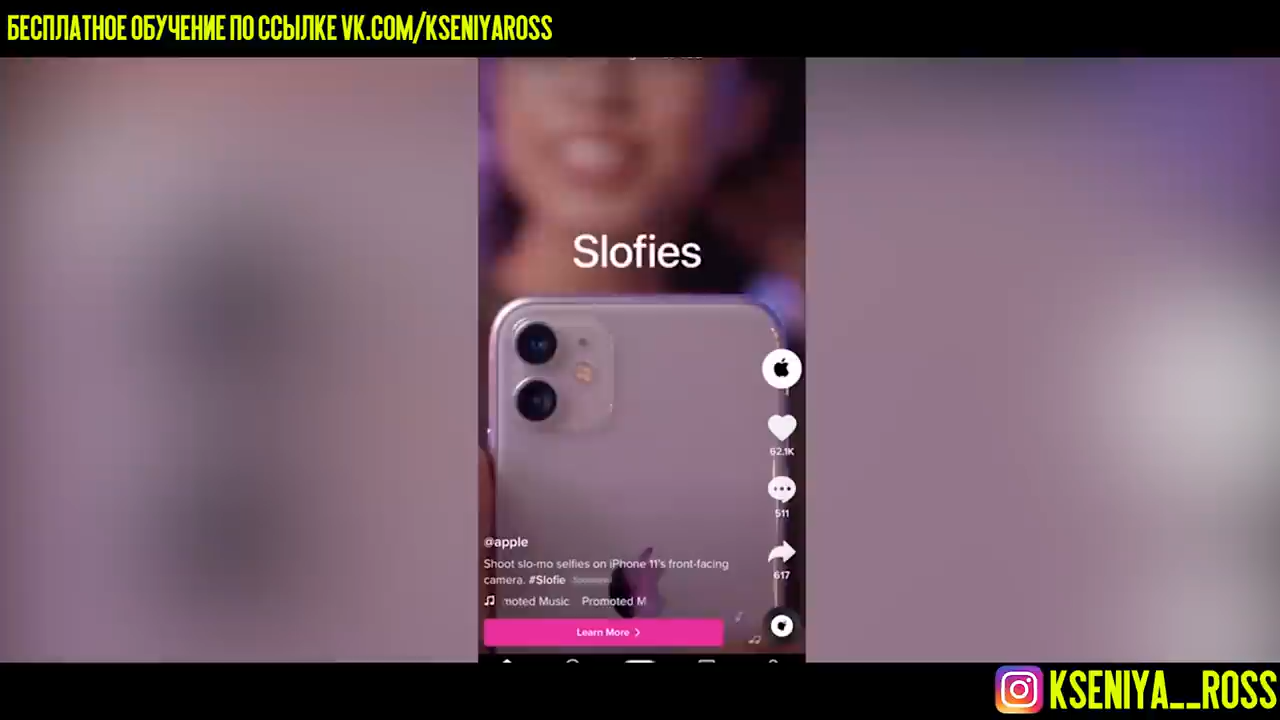 БЕСПЛАТНОЕ ОБУЧЕНИЕ ПО ССЫЛКЕ VK.COM/KSENIYAROSS
Slofies
62.1K
511
@apple
Shoot slo-mo selfies on iPhone 11's front-facing
camera. #Slofie Sponsored
617
moted Music Promoted M
Learn More >
KSENIYA__ROSS